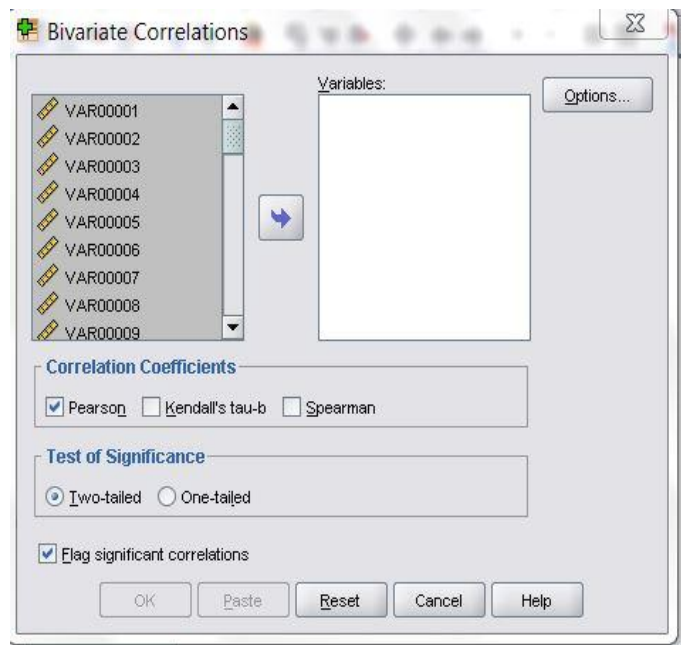 Bivariate Correlations
Variables:
Options...
VAR00001
VAR00002
VAR00003
VAR00004
VAR00005
VAR00006
VAR00007
VAR00008
VAR00009
Correlation Coefficients
Pearson Kendall's tau-b Spearman
Test of Significance
Two-tailed One-tailed
Flag significant correlations
OK Paste Reset Cancel Help